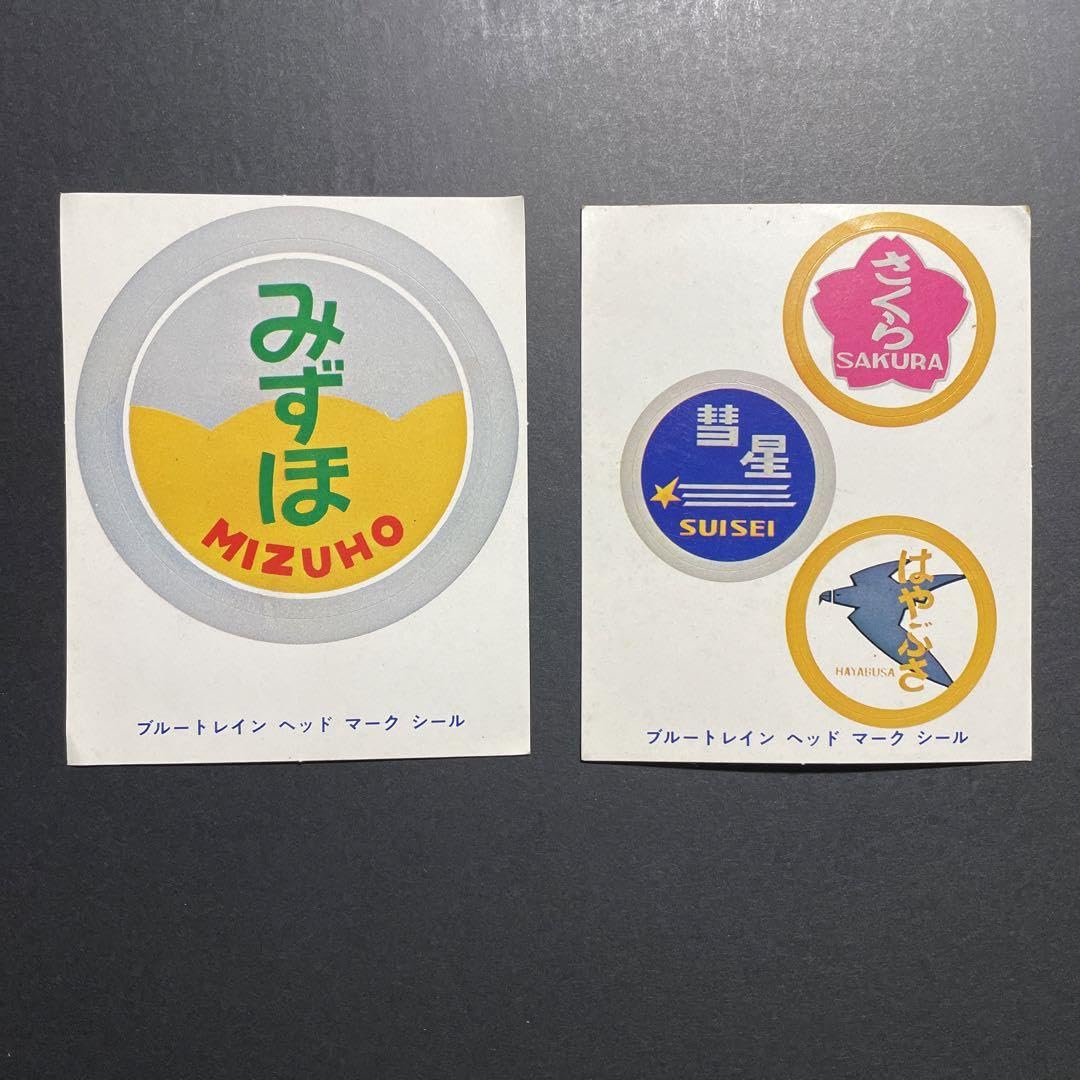 みずほ
MIZUHO
ブルートレイン ヘッド マーク シール
さくら
SAKURA
彗星
SUISEI
はやぶさ
HAYABUSA
ブルートレイン ヘッド マーク シール